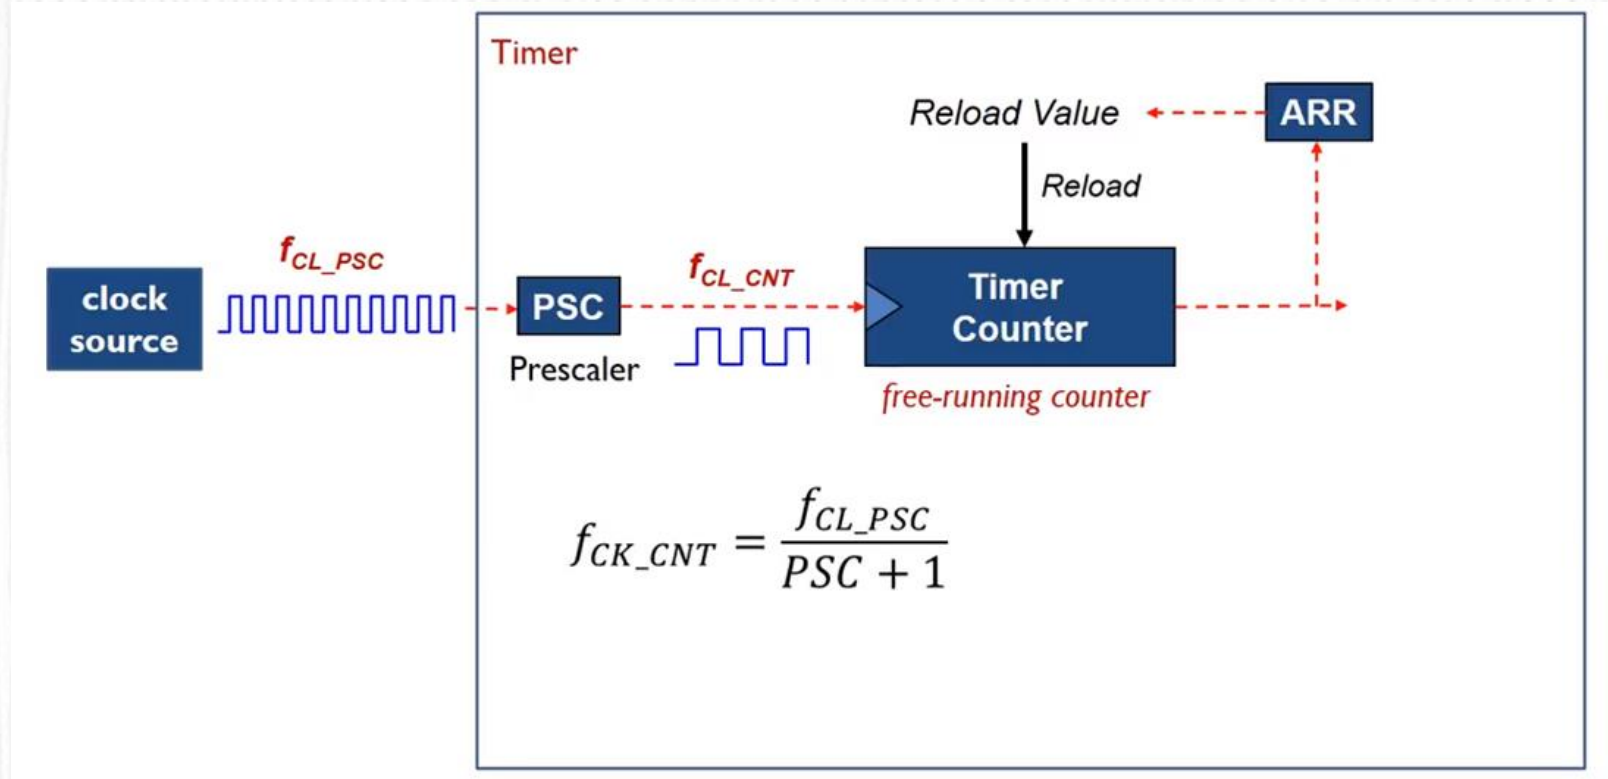 Timer
Reload Value
ARR
Reload
f_CL_PSC
clock
source
PSC
Prescaler
f_CL_CNT
Timer
Counter
free-running counter
f_CK_CNT = f_CL_PSC / PSC + 1